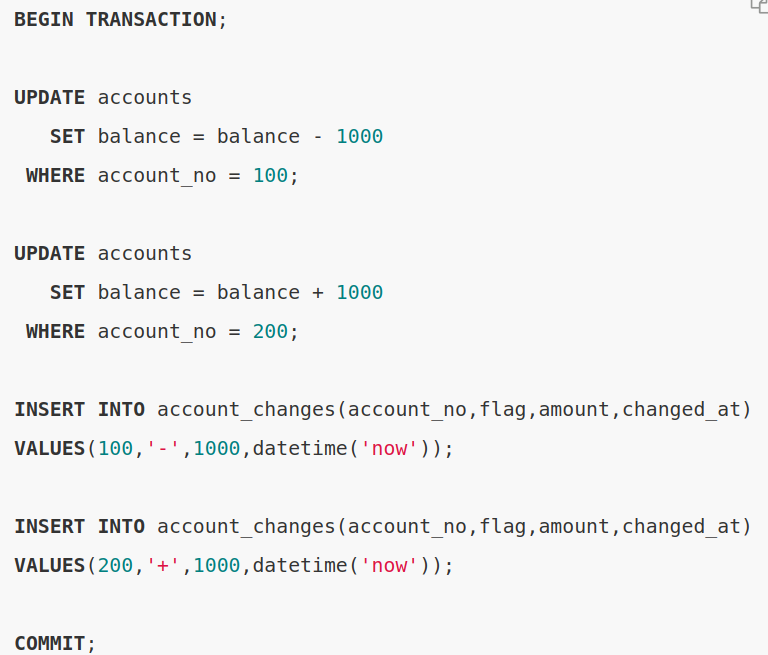 BEGIN TRANSACTION;
UPDATE accounts
SET balance = balance - 1000
WHERE account_no = 100;
UPDATE accounts
SET balance = balance + 1000
WHERE account_no = 200;
INSERT INTO account_changes(account_no,flag,amount,changed_at)
VALUES(100,'-',1000,datetime('now'));
INSERT INTO account_changes(account_no,flag,amount,changed_at)
VALUES(200,'+',1000,datetime('now'));
COMMIT;